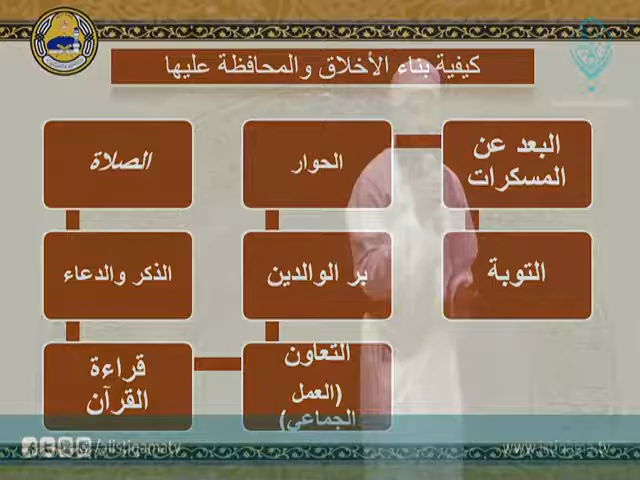 كيفية بناء الأخلاق والمحافظة عليها
البعد عن
المسكرات
الحوار
الصلاة
التوبة
بر الوالدين
الذكر والدعاء
التعاون
(العمل
الجماعي)
قراءة
القرآن
/alistiqamatv